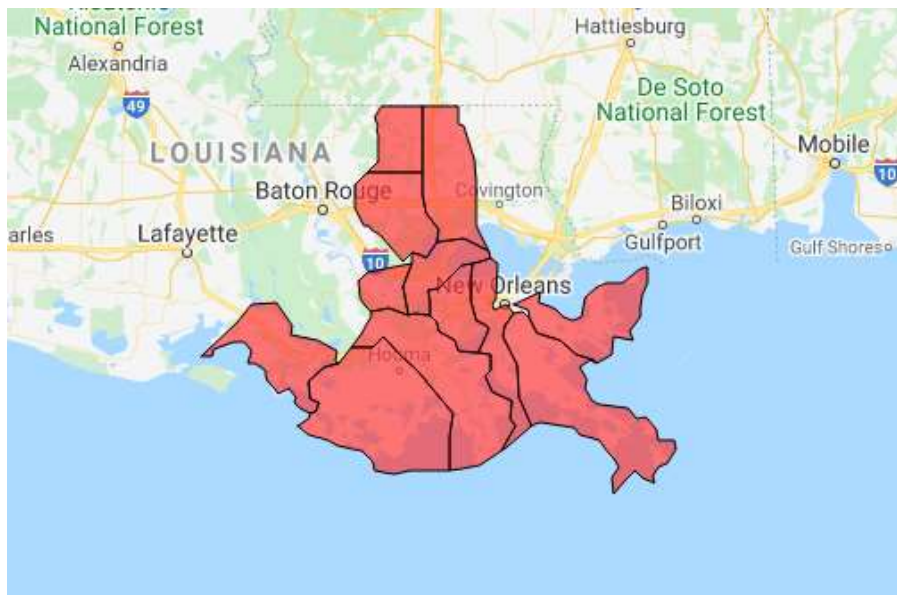 National Forest
Hattiesburg
Alexandria
49
De Soto
National Forest
LOUISIANA
Mobile
10
Baton Rouge
Covington
Biloxi
arles
Lafayette
Gulfport
Gulf Shores
10
New Orleans
Houma